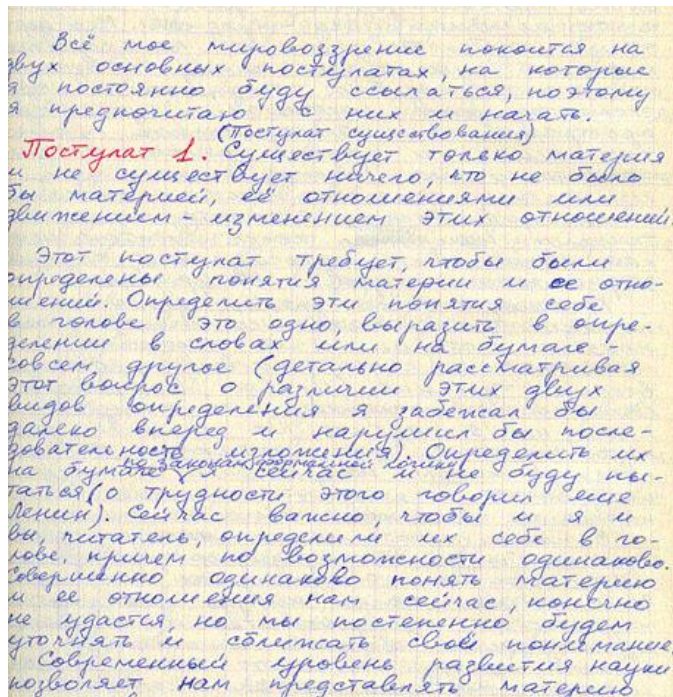 Всё мое мировоззрение покоится на
двух основных постулатах, на которые
я постоянно буду ссылаться, поэтому
я предпочитаю с них и начать.
(Постулат существования)
Постулат 1. Существует только материя
и не существует ничего, что не было
бы материей, её отношениями или
движением - изменением этих отношений.
Этот постулат требует, чтобы были
определены понятия материи и ее отно-
шений. Определить эти понятия себе
в голове это одно, выразить в опре-
делении в словах или на бумаге
совсем другое (детально рассматривая
этот вопрос о различии этих двух
видов определения я забежал бы
далеко вперед и нарушил бы после-
довательность изложения). Определить их
по законам формальной логики
на бумаге я сейчас и не буду пы-
таться (о трудности этого говорил еще
Ленин). Сейчас важно, чтобы и я и
вы, читатель, определили их себе в го-
лове, причем по возможности одинаково.
Совершенно одинаково понять материю
и ее отношения нам сейчас, конечно
не удастся, но мы постепенно будем
уточнять и сближать свои понимание.
Современный уровень развития науки
позволяет нам представлять материю